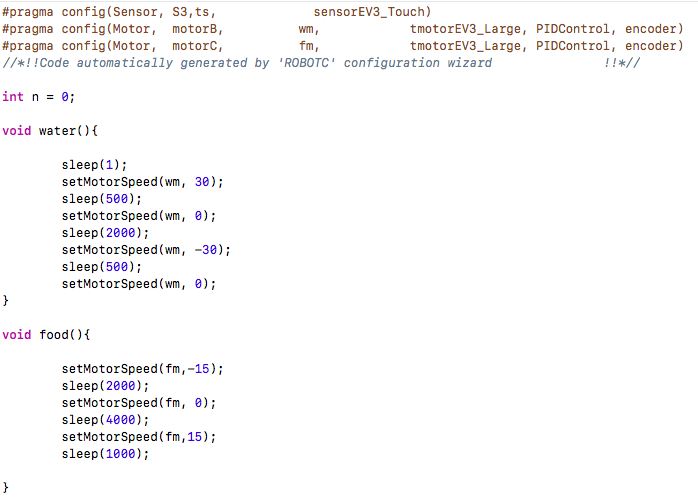 #pragma config(Sensor, S3,ts,             sensorEV3_Touch)
#pragma config(Motor,  motorB,           wm,            tmotorEV3_Large, PIDControl, encoder)
#pragma config(Motor,  motorC,           fm,            tmotorEV3_Large, PIDControl, encoder)
//*!!Code automatically generated by 'ROBOTC' configuration wizard               !!*//

int n = 0;

void water(){

        sleep(1);
        setMotorSpeed(wm, 30);
        sleep(500);
        setMotorSpeed(wm, 0);
        sleep(2000);
        setMotorSpeed(wm, -30);
        sleep(500);
        setMotorSpeed(wm, 0);
}

void food(){

        setMotorSpeed(fm,-15);
        sleep(2000);
        setMotorSpeed(fm, 0);
        sleep(4000);
        setMotorSpeed(fm,15);
        sleep(1000);

}